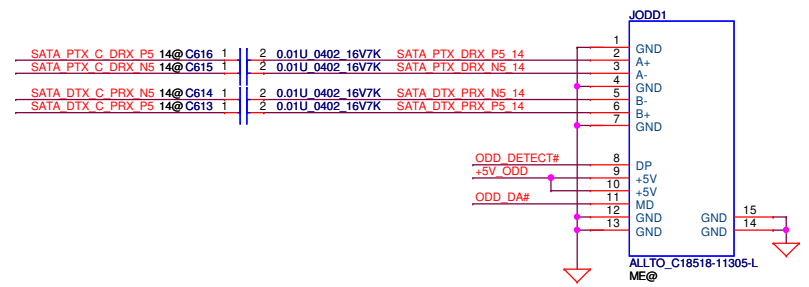 JODD1
1 GND
SATA_PTX_C_DRX_P5 14@ C616 1 2 0.01U_0402_16V7K SATA_PTX_DRX_P5_14 2 A+
SATA_PTX_C_DRX_N5 14@ C615 1 2 0.01U_0402_16V7K SATA_PTX_DRX_N5_14 3 A-
4 GND
SATA_DTX_C_PRX_N5 14@ C614 1 2 0.01U_0402_16V7K SATA_DTX_PRX_N5_14 5 B-
SATA_DTX_C_PRX_P5 14@ C613 1 2 0.01U_0402_16V7K SATA_DTX_PRX_P5_14 6 B+
7 GND
ODD_DETECT# 8 DP
+5V_ODD 9 +5V
10 +5V
ODD_DA# 11 MD
12 GND GND 15
13 GND GND 14
ALLTO_C18518-11305-L
ME@